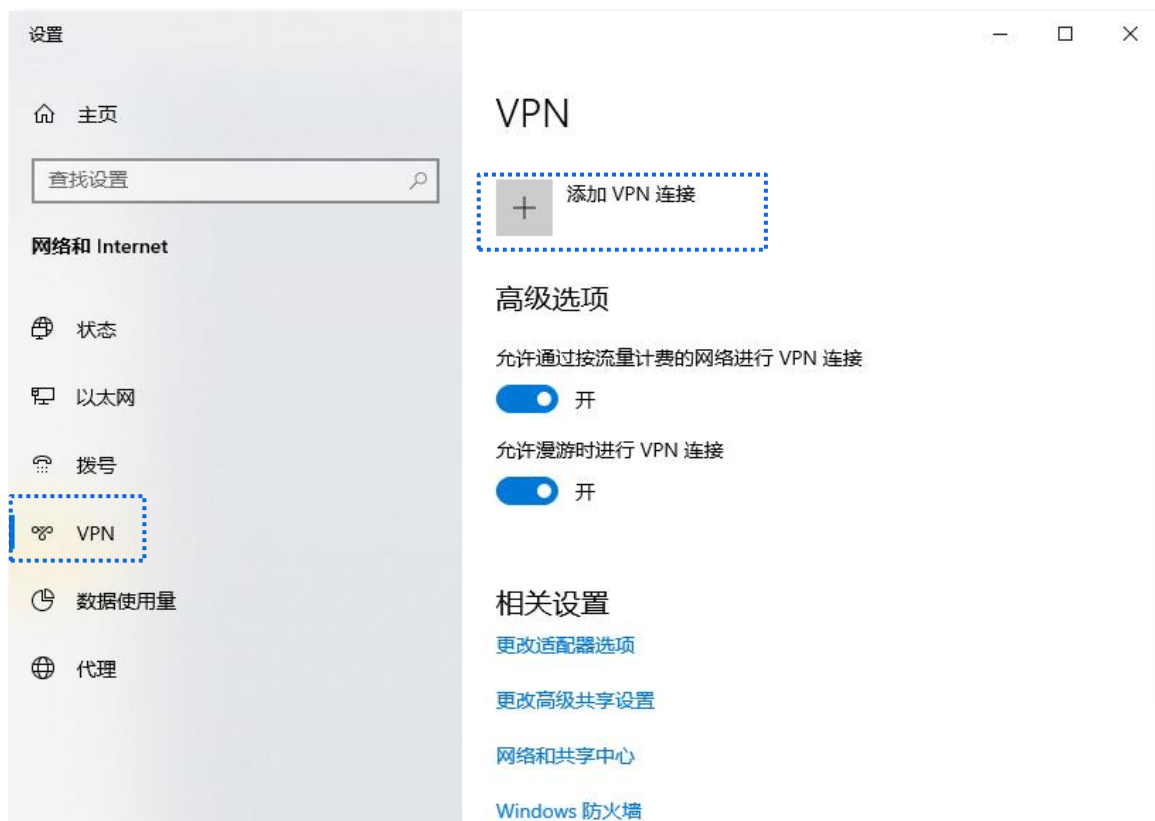 设置
主页
查找设置
网络和 Internet
状态
以太网
拨号
VPN
数据使用量
代理
VPN
添加 VPN 连接
高级选项
允许通过按流量计费的网络进行 VPN 连接
开
允许漫游时进行 VPN 连接
开
相关设置
更改适配器选项
更改高级共享设置
网络和共享中心
Windows 防火墙